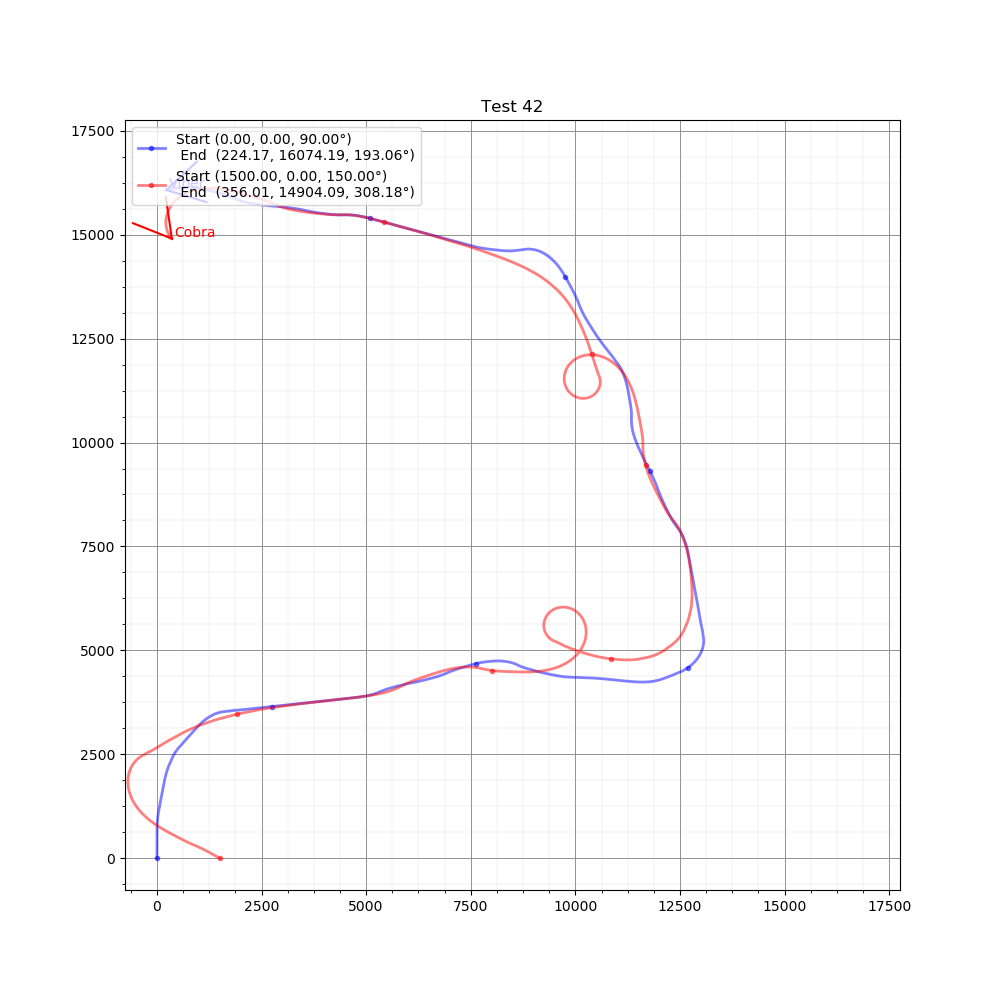 Test 42
17500
15000
12500
10000
7500
5000
2500
0
Start (0.00, 0.00, 90.00°)
End (224.17, 16074.19, 193.06°)
Start (1500.00, 0.00, 150.00°)
End (356.01, 14904.09, 308.18°)
Cobra
0 2500 5000 7500 10000 12500 15000 17500